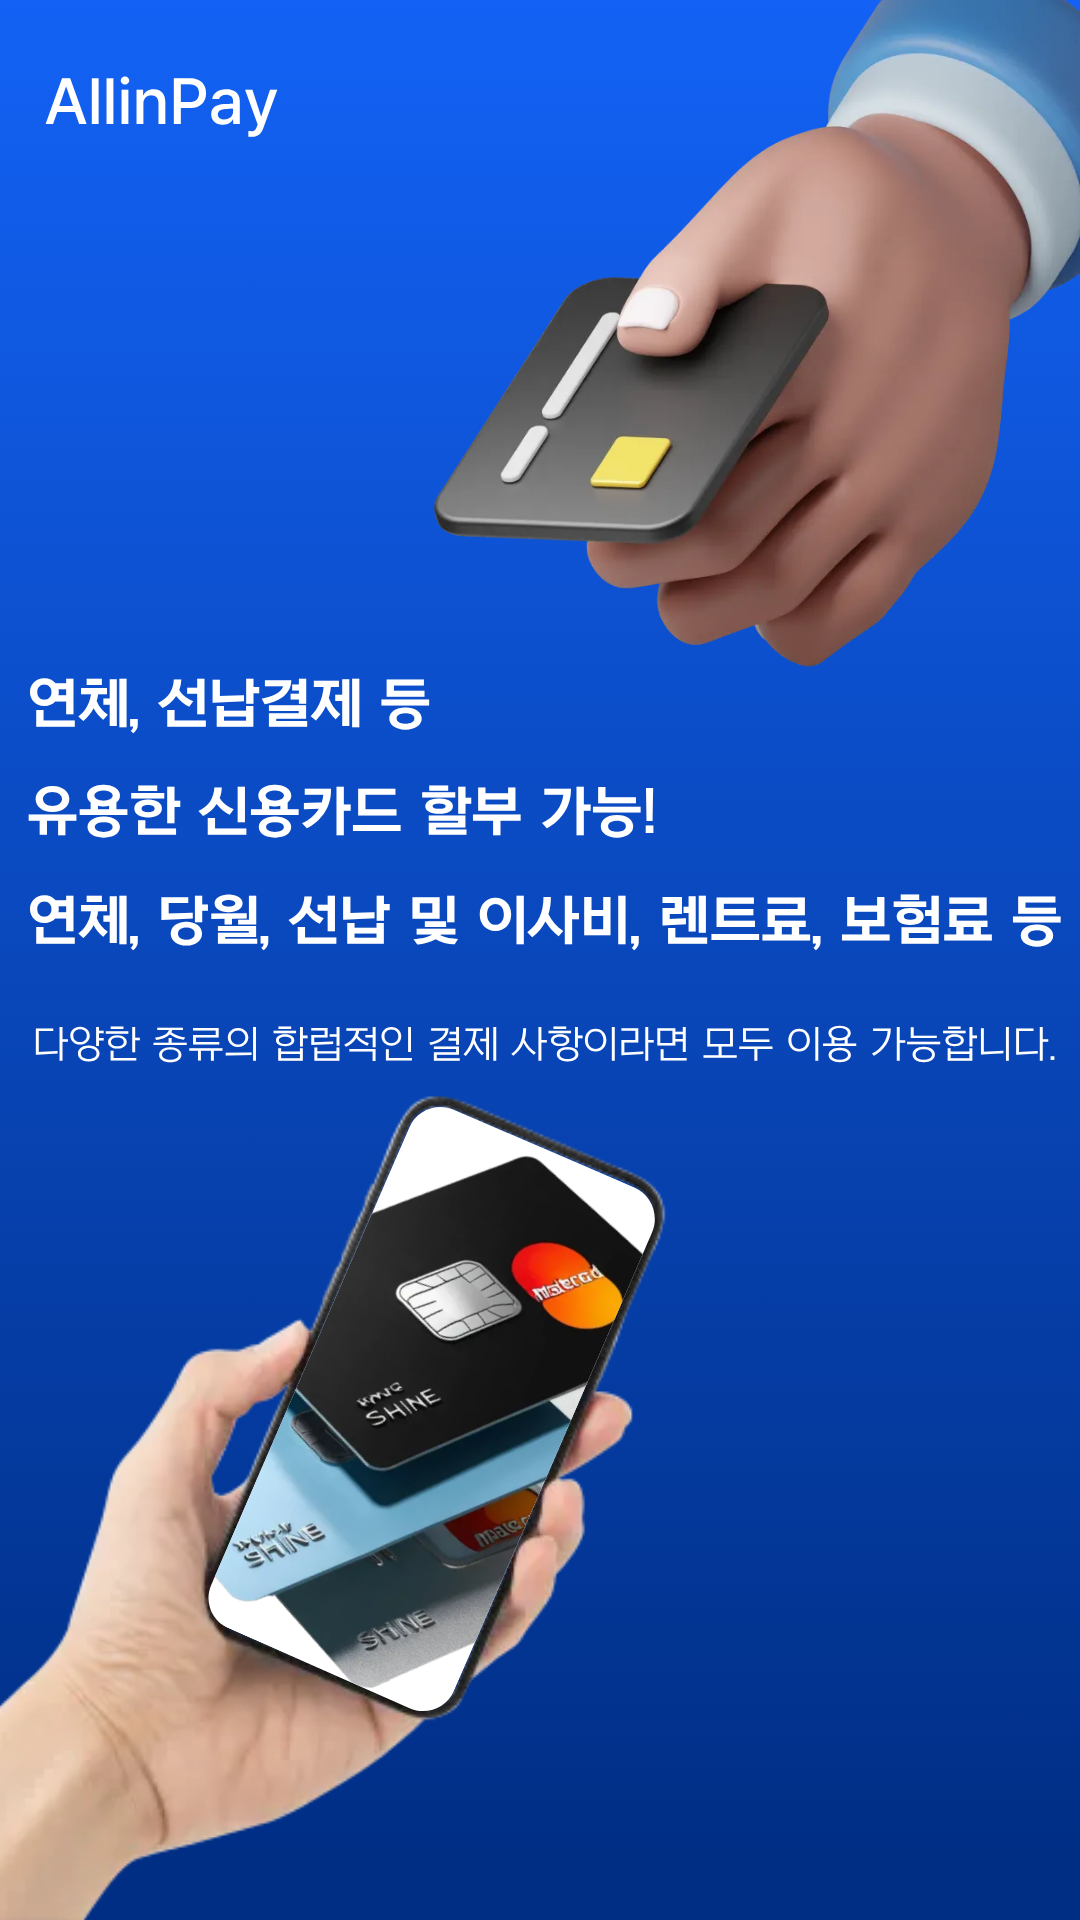 AllinPay
연체, 선납결제 등
유용한 신용카드 할부 가능!
연체, 당월, 선납 및 이사비, 렌트료, 보험료 등
다양한 종류의 합럽적인 결제 사항이라면 모두 이용 가능합니다.
SHINE
SHINE
SHINE